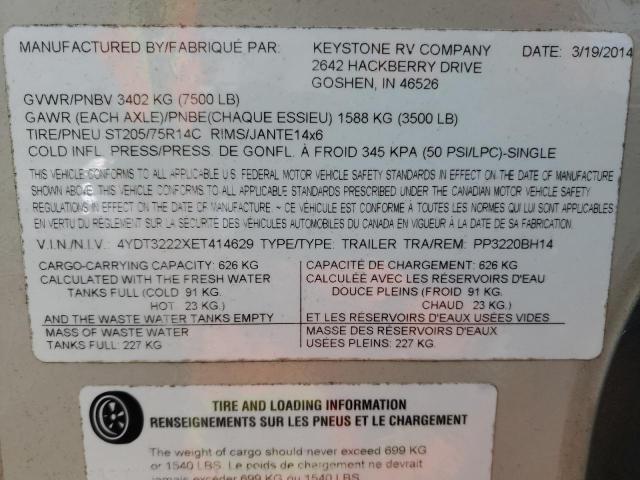 MANUFACTURED BY/FABRIQUÉ PAR: KEYSTONE RV COMPANY DATE: 3/19/2014
2642 HACKBERRY DRIVE
GOSHEN, IN 46526
GVWR/PNBV 3402 KG (7500 LB)
GAWR (EACH AXLE)/PNBE(CHAQUE ESSIEU) 1588 KG (3500 LB)
TIRE/PNEU ST205/75R14C RIMS/JANTE14x6
COLD INFL. PRESS/PRESS. DE GONFL. À FROID 345 KPA (50 PSI/LPC)-SINGLE
THIS VEHICLE CONFORMS TO ALL APPLICABLE U.S. FEDERAL MOTOR VEHICLE SAFETY STANDARDS IN EFFECT ON THE DATE OF MANUFACTURE
SHOWN ABOVE. THIS VEHICLE CONFORMS TO ALL APPLICABLE STANDARDS PRESCRIBED UNDER THE CANADIAN MOTOR VEHICLE SAFETY
REGULATIONS IN EFFECT ON THE DATE OF MANUFACTURE. ~ CE VÉHICULE EST CONFORME À TOUTES LES NORMES QUI LUI SONT APPLICABLES
EN VERTU DU RÈGLEMENT SUR LA SÉCURITÉ DES VÉHICULES AUTOMOBILES DU CANADA EN VIGUEUR À LA DATE DE SA FABRICATION.
V.I.N./N.I.V.: 4YDT3222XET414629 TYPE/TYPE: TRAILER TRA/REM: PP3220BH14
CARGO-CARRYING CAPACITY: 626 KG
CALCULATED WITH THE FRESH WATER
TANKS FULL (COLD 91 KG.
HOT 23 KG.)
AND THE WASTE WATER TANKS EMPTY
MASS OF WASTE WATER
TANKS FULL: 227 KG
CAPACITÉ DE CHARGEMENT: 626 KG
CALCULÉE AVEC LES RÉSERVOIRS D'EAU
DOUCE PLEINS (FROID 91 KG.
CHAUD 23 KG.)
ET LES RÉSERVOIRS D'EAUX USÉES VIDES
MASSE DES RÉSERVOIRS D'EAUX
USÉES PLEINS: 227 KG.
TIRE AND LOADING INFORMATION
RENSEIGNEMENTS SUR LES PNEUS ET LE CHARGEMENT
The weight of cargo should never exceed 699 KG
or 1540 LBS. Le poids de chargement ne devrait
jamais excéder 699 KG ou 1540 LBS.